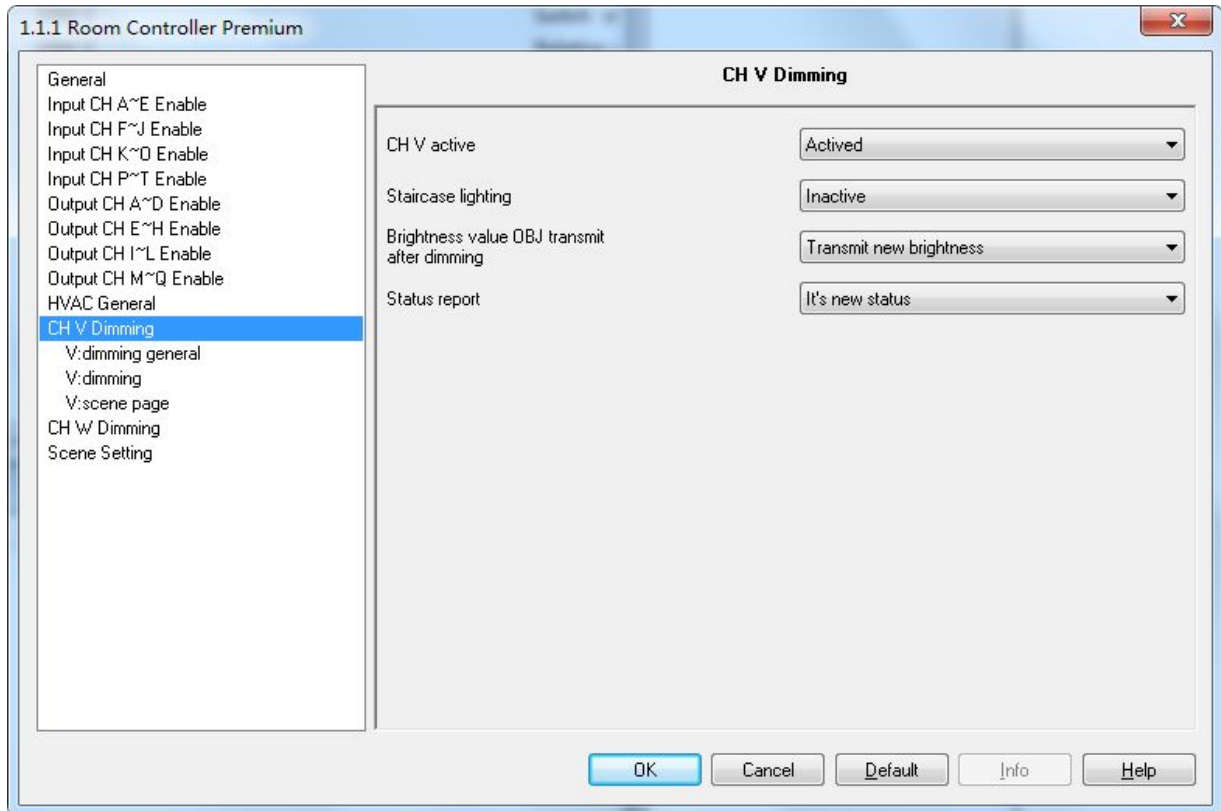 1.1.1 Room Controller Premium
General
Input CH A~E Enable
Input CH F~J Enable
Input CH K~O Enable
Input CH P~T Enable
Output CH A~D Enable
Output CH E~H Enable
Output CH I~L Enable
Output CH M~Q Enable
HVAC General
CH V Dimming
V:dimming general
V:dimming
V:scene page
CH W Dimming
Scene Setting
CH V Dimming
CH V active Actived
Staircase lighting Inactive
Brightness value OBJ transmit
after dimming Transmit new brightness
Status report It's new status
OK Cancel Default Info Help